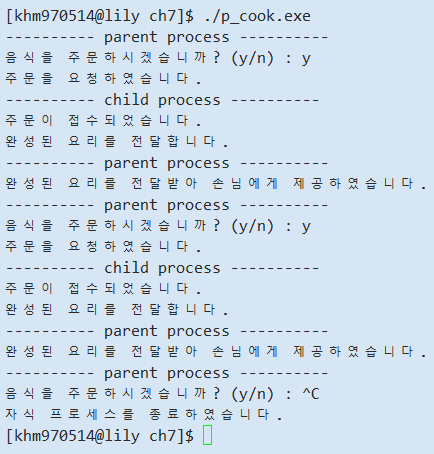 [khm970514@lily ch7]$ ./p_cook.exe
---------- parent process ----------
음식을 주문하시겠습니까? (y/n) : y
주문을 요청하였습니다.
---------- child process ----------
주문이 접수되었습니다.
완성된 요리를 전달합니다.
---------- parent process ----------
완성된 요리를 전달받아 손님에게 제공하였습니다.
---------- parent process ----------
음식을 주문하시겠습니까? (y/n) : y
주문을 요청하였습니다.
---------- child process ----------
주문이 접수되었습니다.
완성된 요리를 전달합니다.
---------- parent process ----------
완성된 요리를 전달받아 손님에게 제공하였습니다.
---------- parent process ----------
음식을 주문하시겠습니까? (y/n) : ^C
자식 프로세스를 종료하였습니다.
[khm970514@lily ch7]$